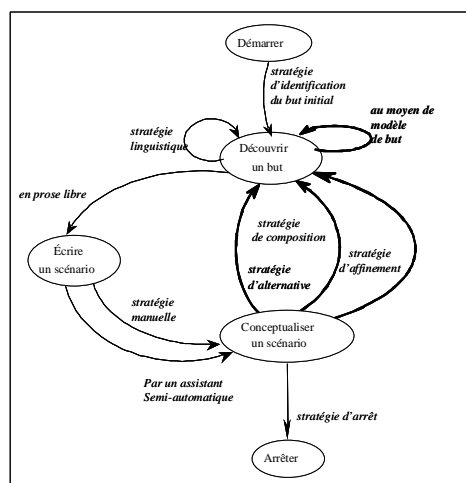 Démarrer
stratégie
d'identification
du but initial
au moyen de
modèle
de but
stratégie
linguistique
Découvrir
un but
en prose libre
stratégie
de composition
Écrire
un scénario
stratégie
d'affinement
stratégie
d'alternative
stratégie
manuelle
Conceptualiser
un scénario
Par un assistant
Semi-automatique
stratégie d'arrêt
Arrêter